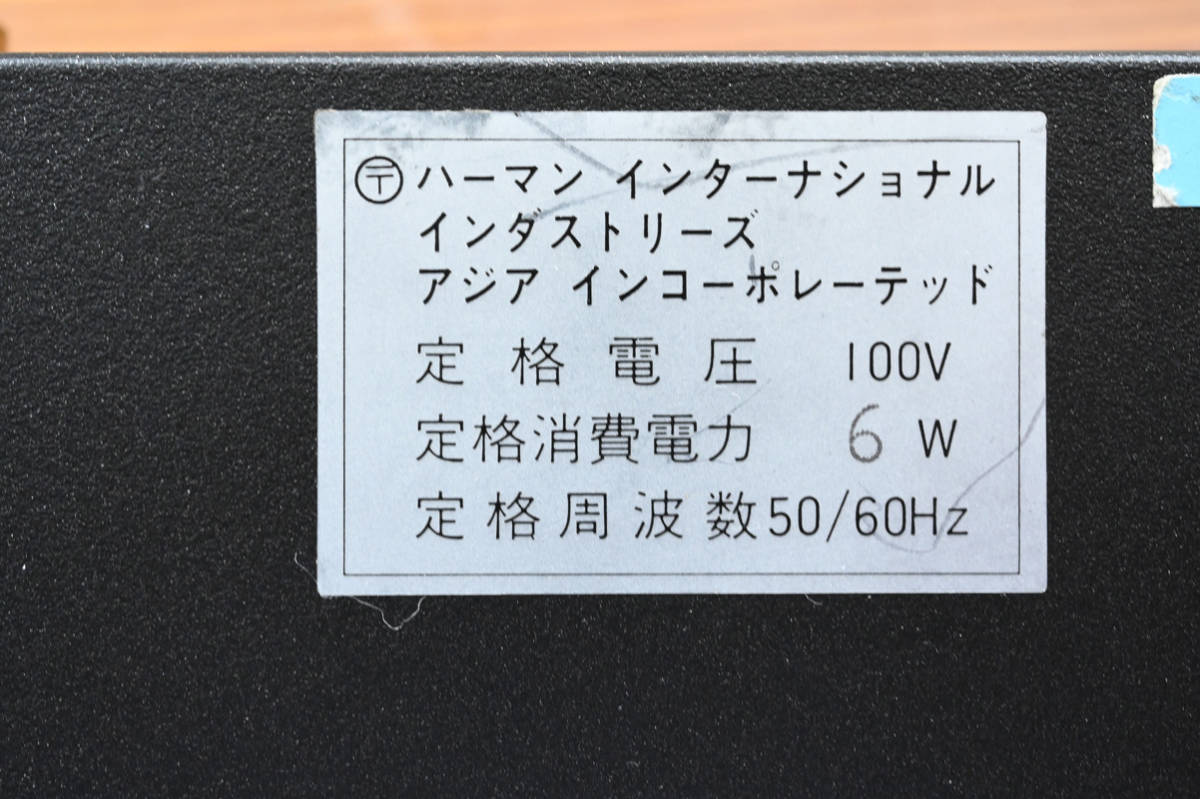 〶ハーマン インターナショナル
インダストリーズ
アジア インコーポレーテッド
定格電圧 100V
定格消費電力 6 W
定格周波数50/60Hz